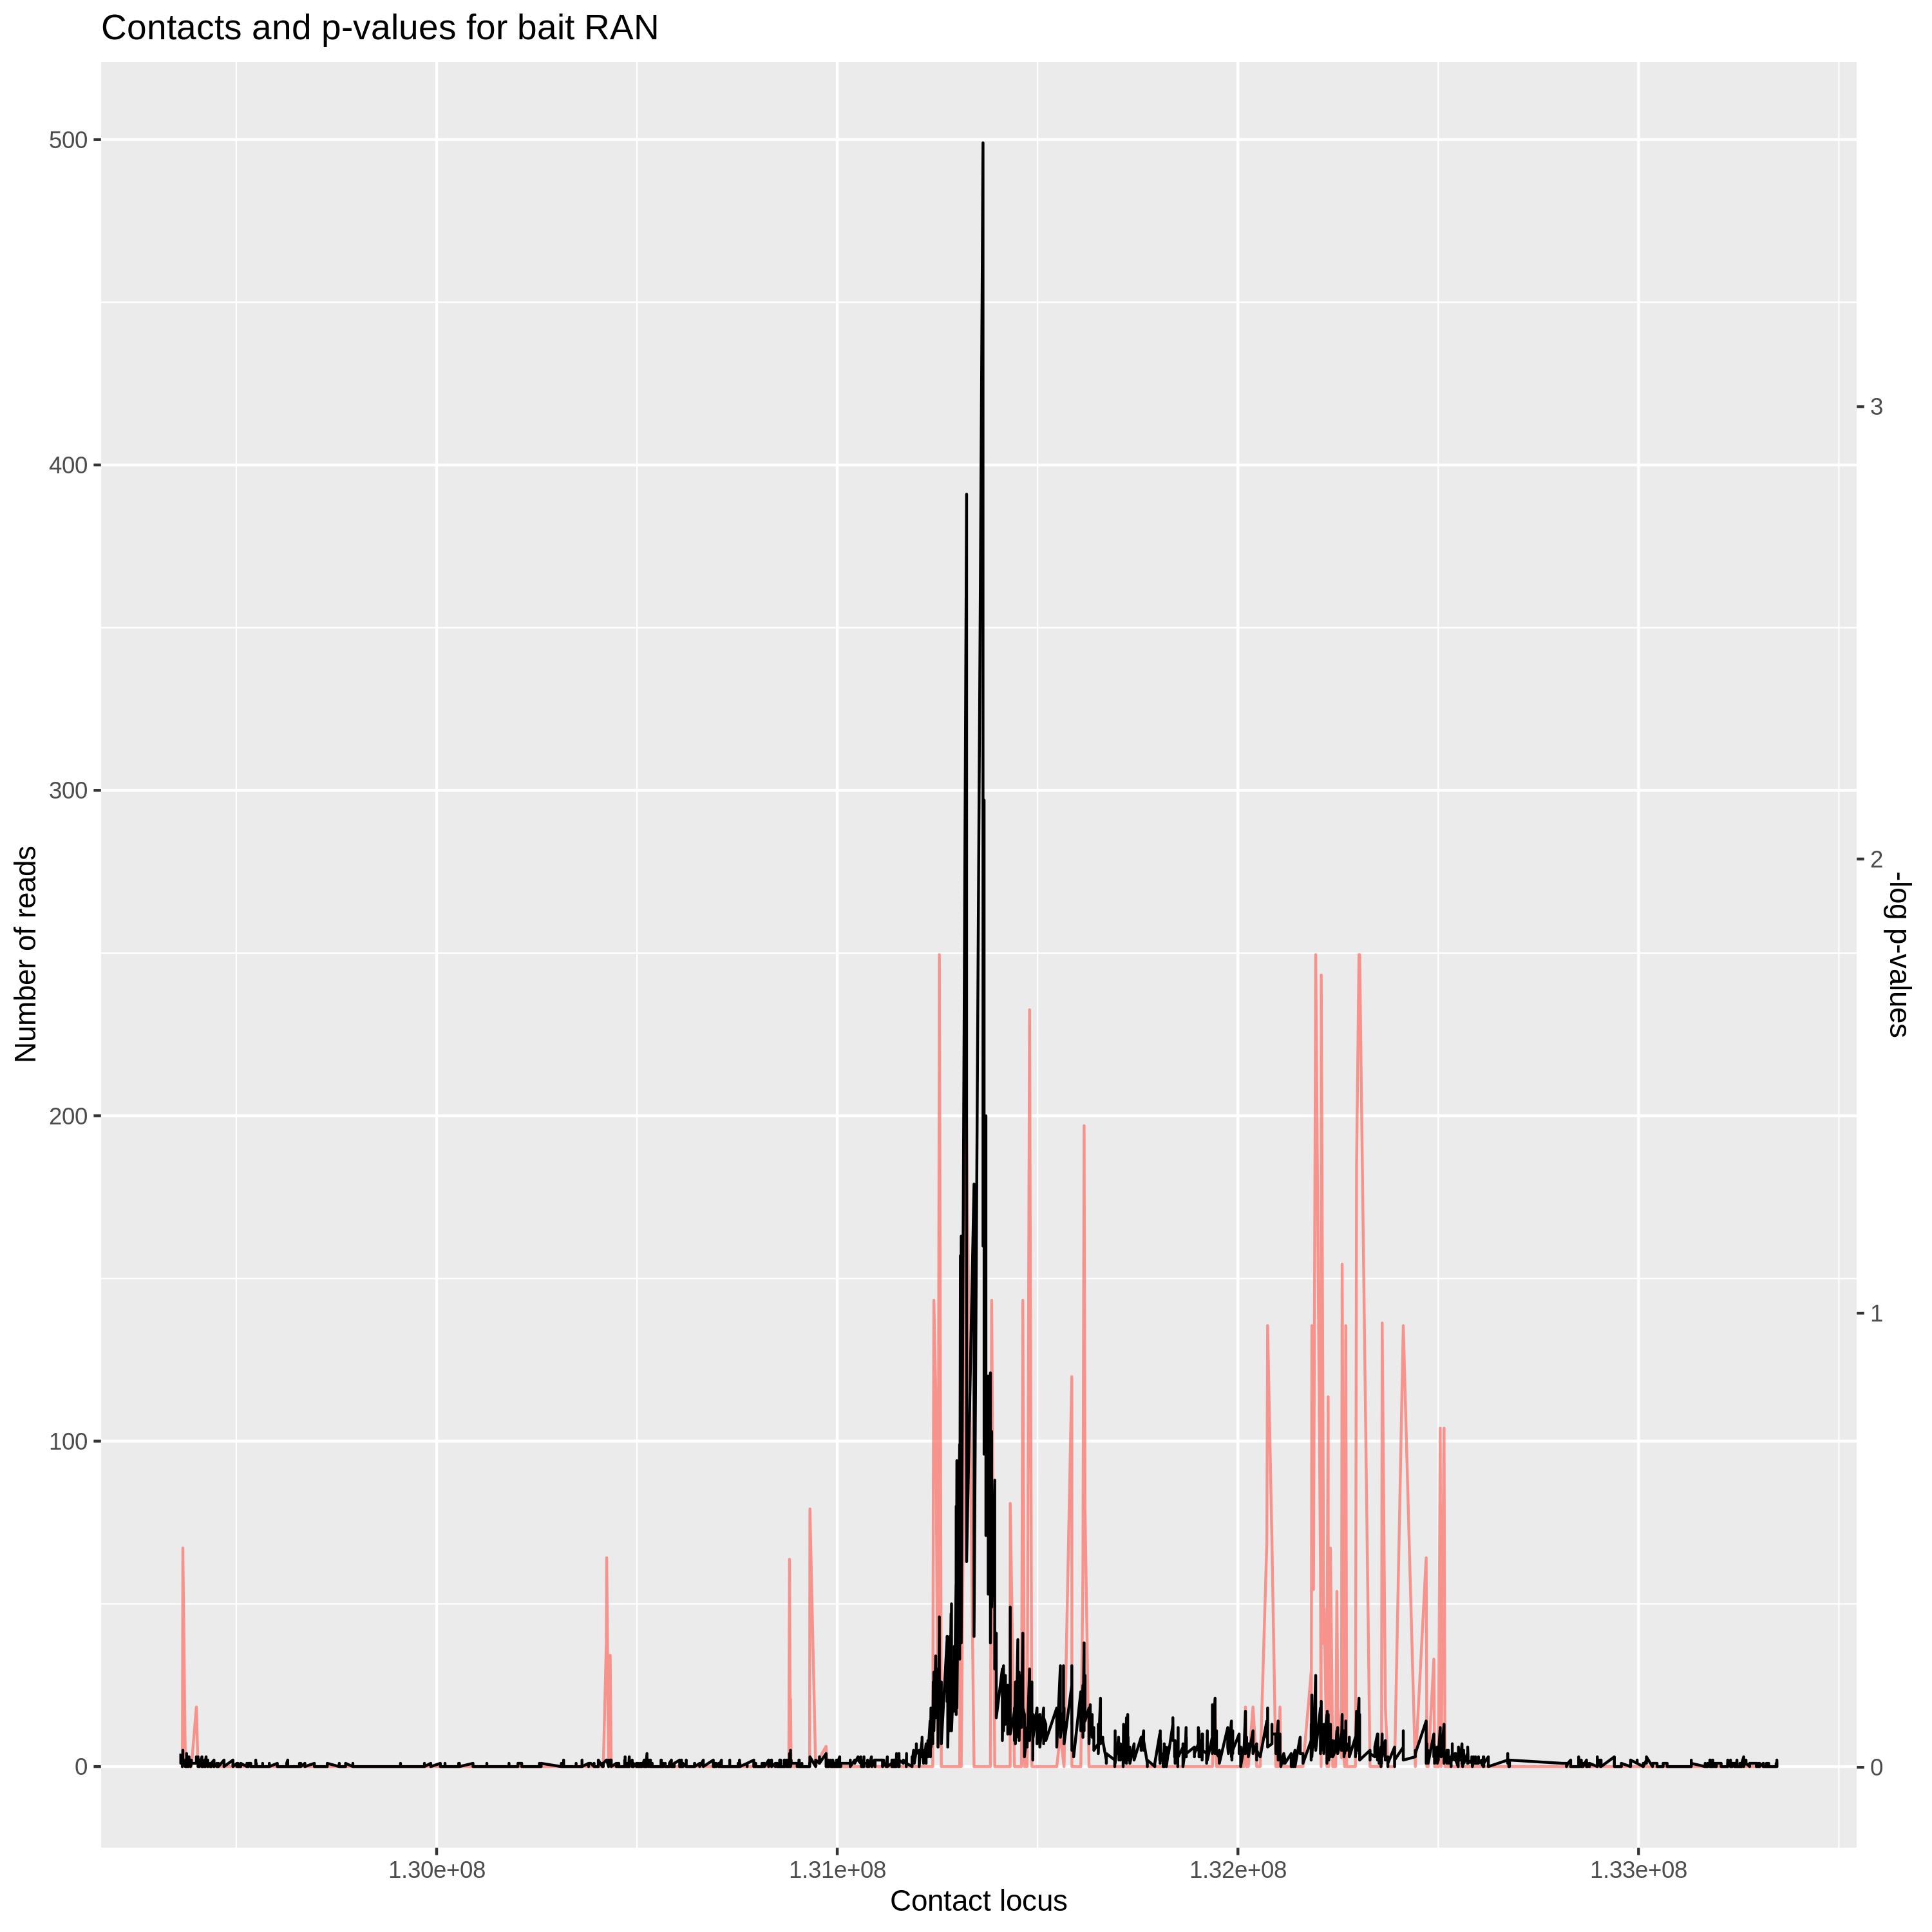 Contacts and p-values for bait RAN
500
400
300
200
100
0
Number of reads
3
2
1
0
-log p-values
1.30e+08
1.31e+08
1.32e+08
1.33e+08
Contact locus